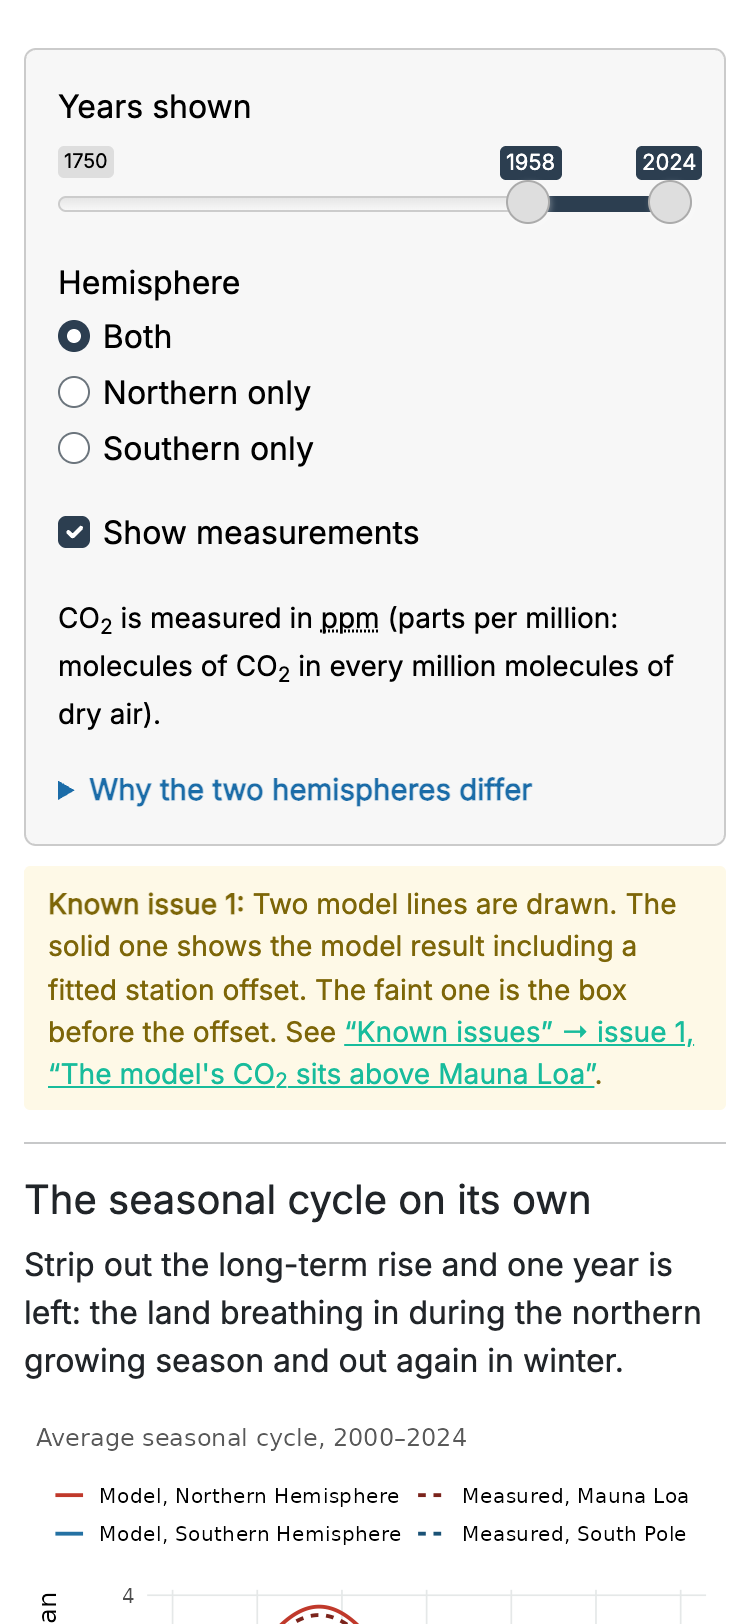 Years shown
1750 1958 2024
Hemisphere
Both
Northern only
Southern only
Show measurements
CO₂ is measured in ppm (parts per million:
molecules of CO₂ in every million molecules of
dry air).
Why the two hemispheres differ
Known issue 1: Two model lines are drawn. The
solid one shows the model result including a
fitted station offset. The faint one is the box
before the offset. See “Known issues” → issue 1,
“The model's CO₂ sits above Mauna Loa”.
The seasonal cycle on its own
Strip out the long-term rise and one year is
left: the land breathing in during the northern
growing season and out again in winter.
Average seasonal cycle, 2000–2024
Model, Northern Hemisphere Measured, Mauna Loa
Model, Southern Hemisphere Measured, South Pole
4